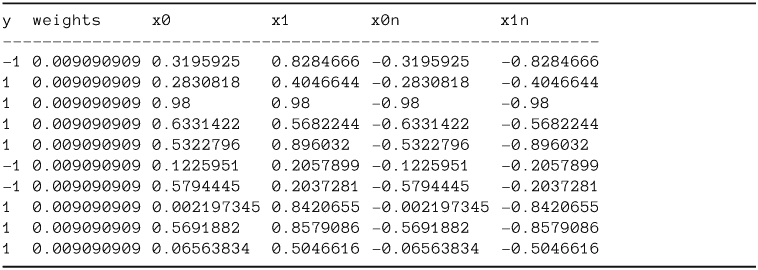 y weights x0 x1 x0n x1n
------------------------------------------------------------
-1 0.009090909 0.3195925 0.8284666 -0.3195925 -0.8284666
1 0.009090909 0.2830818 0.4046644 -0.2830818 -0.4046644
1 0.009090909 0.98 0.98 -0.98 -0.98
1 0.009090909 0.6331422 0.5682244 -0.6331422 -0.5682244
1 0.009090909 0.5322796 0.896032 -0.5322796 -0.896032
-1 0.009090909 0.1225951 0.2057899 -0.1225951 -0.2057899
-1 0.009090909 0.5794445 0.2037281 -0.5794445 -0.2037281
1 0.009090909 0.002197345 0.8420655 -0.002197345 -0.8420655
1 0.009090909 0.5691882 0.8579086 -0.5691882 -0.8579086
1 0.009090909 0.06563834 0.5046616 -0.06563834 -0.5046616